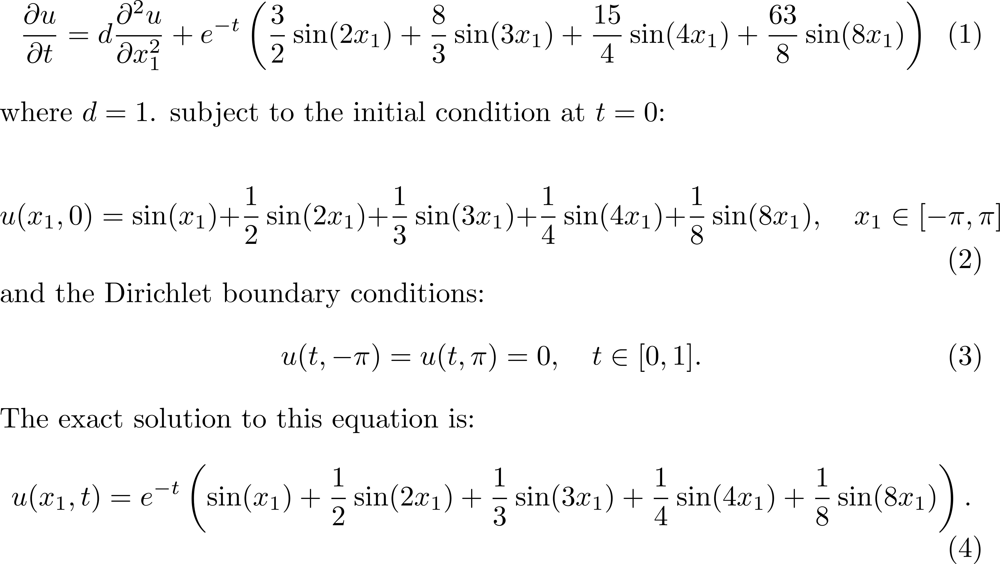 \frac{\partial u}{\partial t} = d\frac{\partial^2 u}{\partial x_1^2} + e^{-t}\left(\frac{3}{2}\sin(2x_1) + \frac{8}{3}\sin(3x_1) + \frac{15}{4}\sin(4x_1) + \frac{63}{8}\sin(8x_1)\right) (1)
where d = 1. subject to the initial condition at t = 0:
u(x_1, 0) = \sin(x_1)+\frac{1}{2}\sin(2x_1)+\frac{1}{3}\sin(3x_1)+\frac{1}{4}\sin(4x_1)+\frac{1}{8}\sin(8x_1), x_1 \in [-\pi, \pi]
(2)
and the Dirichlet boundary conditions:
u(t, -\pi) = u(t, \pi) = 0, t \in [0, 1]. (3)
The exact solution to this equation is:
u(x_1, t) = e^{-t}\left(\sin(x_1) + \frac{1}{2}\sin(2x_1) + \frac{1}{3}\sin(3x_1) + \frac{1}{4}\sin(4x_1) + \frac{1}{8}\sin(8x_1)\right).
(4)